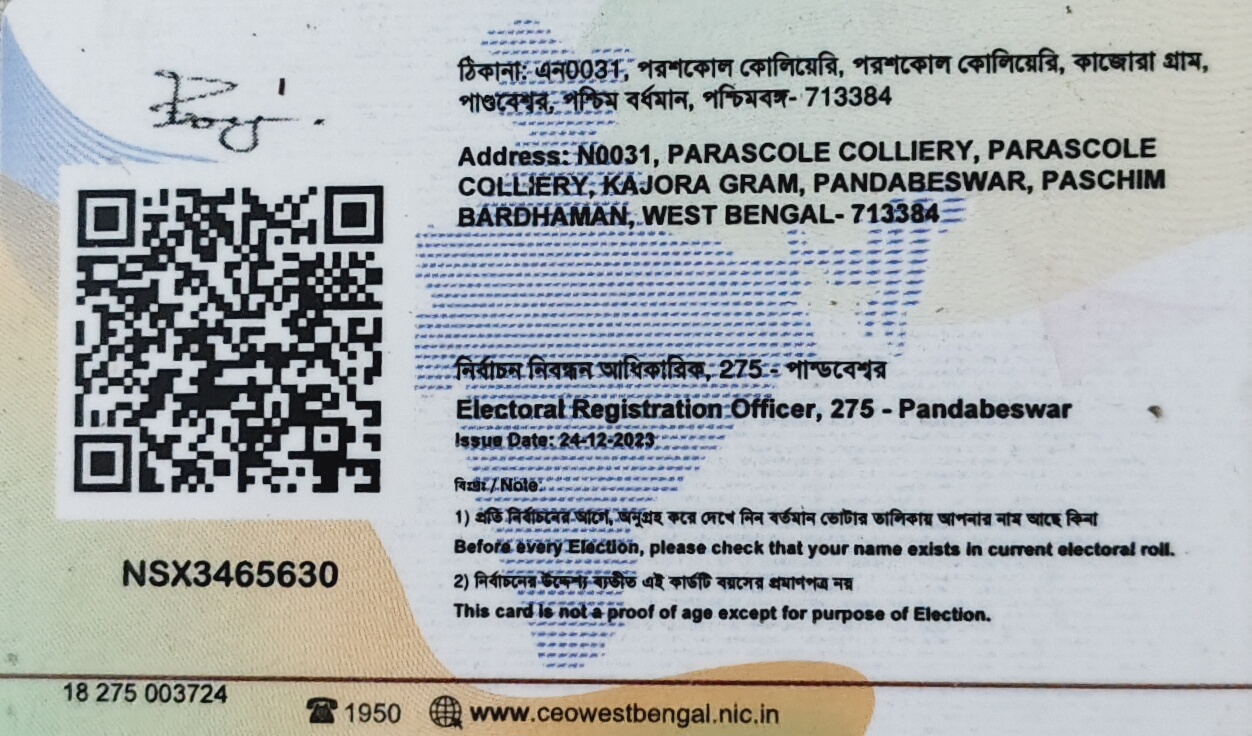 ঠিকানা: এন0031, পরশকোল কোলিয়েরি, পরশকোল কোলিয়েরি, কাজোরা গ্রাম,
পাণ্ডবেশ্বর, পশ্চিম বর্ধমান, পশ্চিমবঙ্গ- 713384
Address: N0031, PARASCOLE COLLIERY, PARASCOLE
COLLIERY, KAJORA GRAM, PANDABESWAR, PASCHIM
BARDHAMAN, WEST BENGAL- 713384
নির্বাচন নিবন্ধন আধিকারিক, 275 - পান্ডবেশ্বর
Electoral Registration Officer, 275 - Pandabeswar
Issue Date: 24-12-2023
/ Note:
1) প্রতি নির্বাচনের আগে, অনুগ্রহ করে দেখে নিন বর্তমান ভোটার তালিকায় আপনার নাম আছে কিনা
Before every Election, please check that your name exists in current electoral roll.
2) নির্বাচনের উদ্দেশ্য ব্যতীত এই কার্ডটি বয়সের প্রমাণপত্র নয়
This card is not a proof of age except for purpose of Election.
NSX3465630
18 275 003724
1950
www.ceowestbengal.nic.in